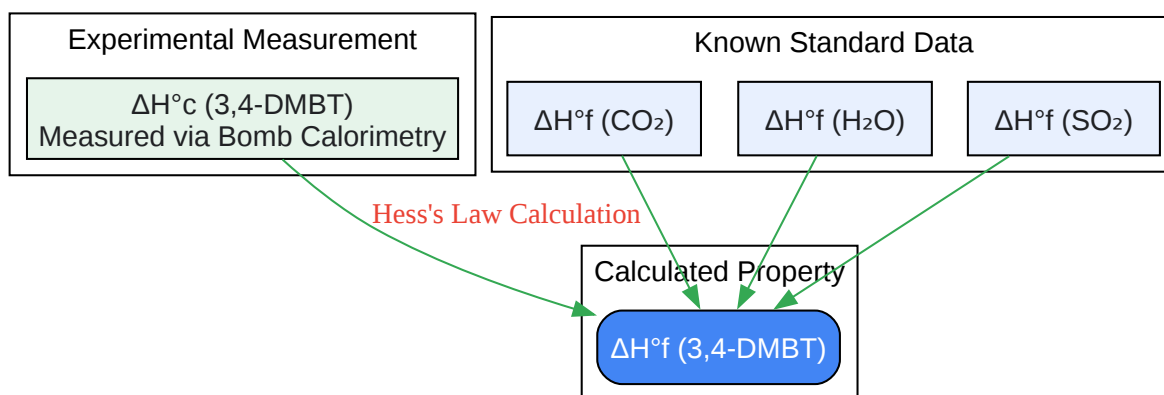 Experimental Measurement
ΔH°c (3,4-DMBT)
Measured via Bomb Calorimetry
Known Standard Data
ΔH°f (CO₂)
ΔH°f (H₂O)
ΔH°f (SO₂)
Hess's Law Calculation
Calculated Property
ΔH°f (3,4-DMBT)